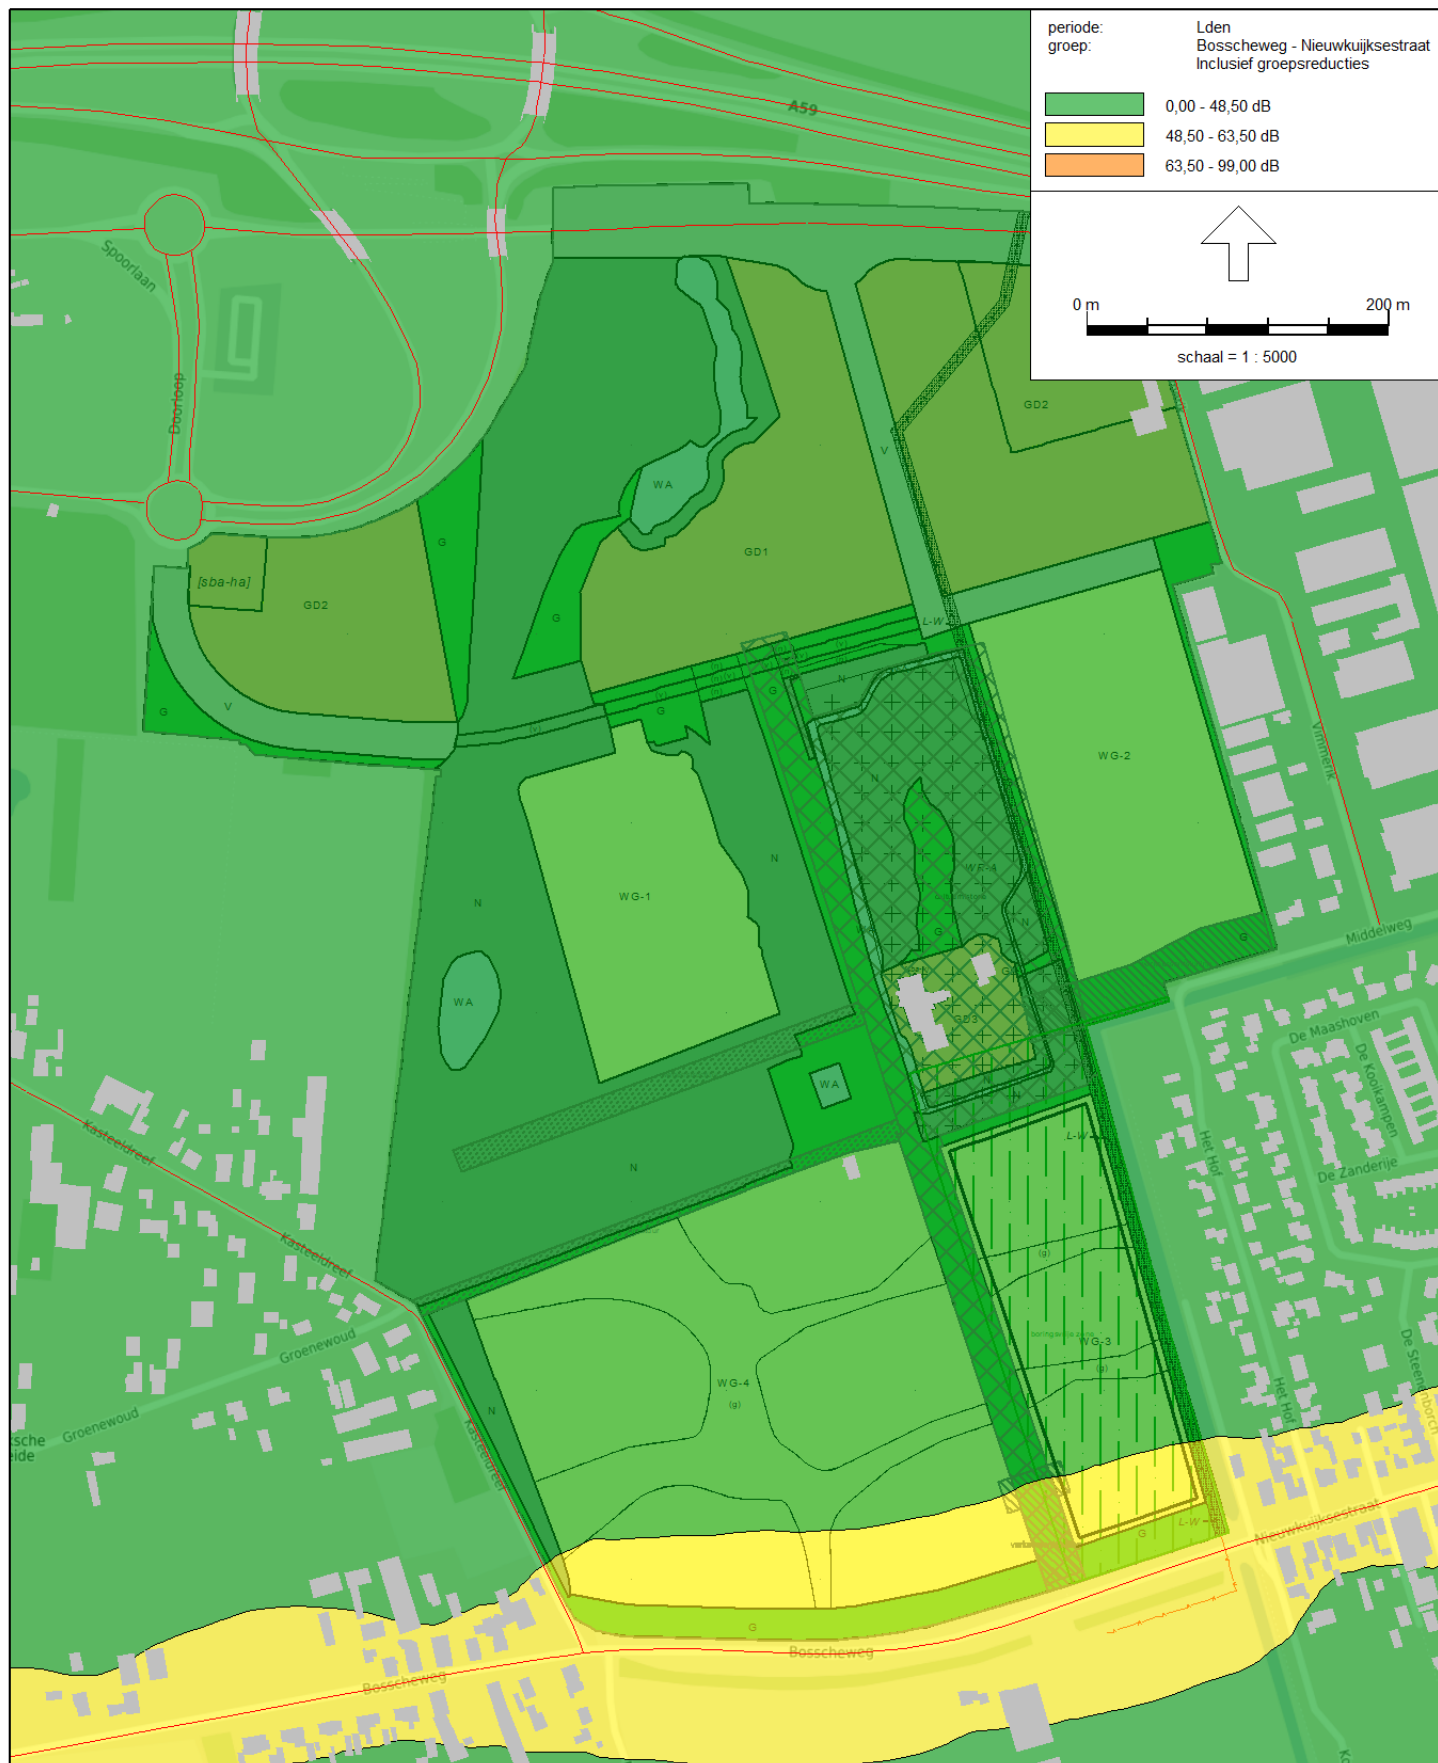 periode: Lden
groep: Bosscheweg - Nieuwkuijksestraat
Inclusief groepsreducties
0,00 - 48,50 dB
48,50 - 63,50 dB
63,50 - 99,00 dB
0 m 200 m
schaal = 1 : 5000
A59
Spoorlaan
Doorloop
GD2
V
WA
G
GD1
[sba-ha]
GD2
G
L-W
(v)
G
V
(v)
(n)
(n)
(v)
(v)
(n)
N
G
G
WG-2
Vlimmerik
N
N
WG-1
N
WR-A
G
N
G
Middelweg
WA
GD3
De Maashoven
De Kooikampen
WA
N
Kasteeldreef
L-W
Het Hof
De Zanderije
N
Kasteeldreef
(g)
Groenewoud
WG-3
(g)
WG-4
(g)
Het Hof
N
Groenewoud
Kasteeldreef
L-W
G
Nieuwkuijksestraat
G
Bosscheweg
Bosscheweg